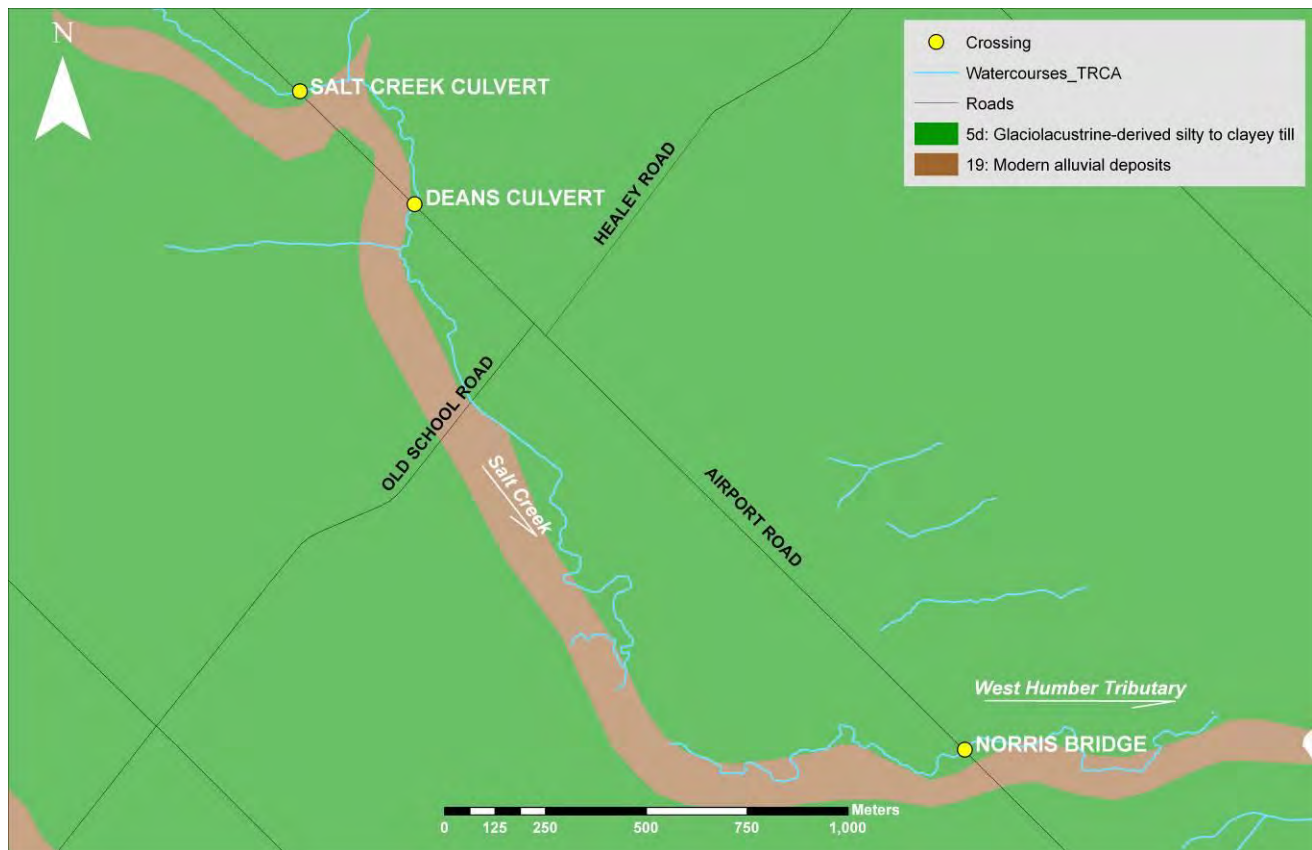 N
Crossing
Watercourses_TRCA
Roads
5d: Glaciolacustrine-derived silty to clayey till
19: Modern alluvial deposits
SALT CREEK CULVERT
DEANS CULVERT
HEALEY ROAD
OLD SCHOOL ROAD
Salt Creek
AIRPORT ROAD
West Humber Tributary
NORRIS BRIDGE
Meters
0 125 250 500 750 1,000